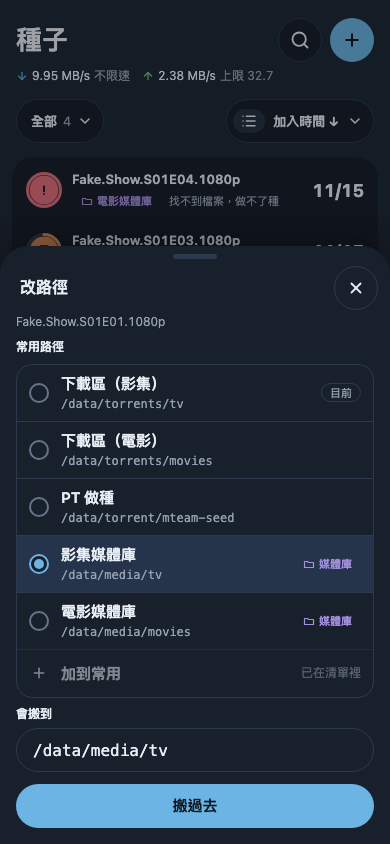 種子
9.95 MB/s 不限速 2.38 MB/s 上限 32.7
全部 4
加入時間
Fake.Show.S01E04.1080p
!
11/15
電影媒體庫 找不到檔案，做不了種
Fake.Show.S01E03.1080p
改路徑
Fake.Show.S01E01.1080p
常用路徑
下載區（影集）
/data/torrents/tv
目前
下載區（電影）
/data/torrents/movies
PT 做種
/data/torrent/mteam-seed
影集媒體庫
/data/media/tv
媒體庫
電影媒體庫
/data/media/movies
媒體庫
+ 加到常用 已在清單裡
會搬到
/data/media/tv
搬過去